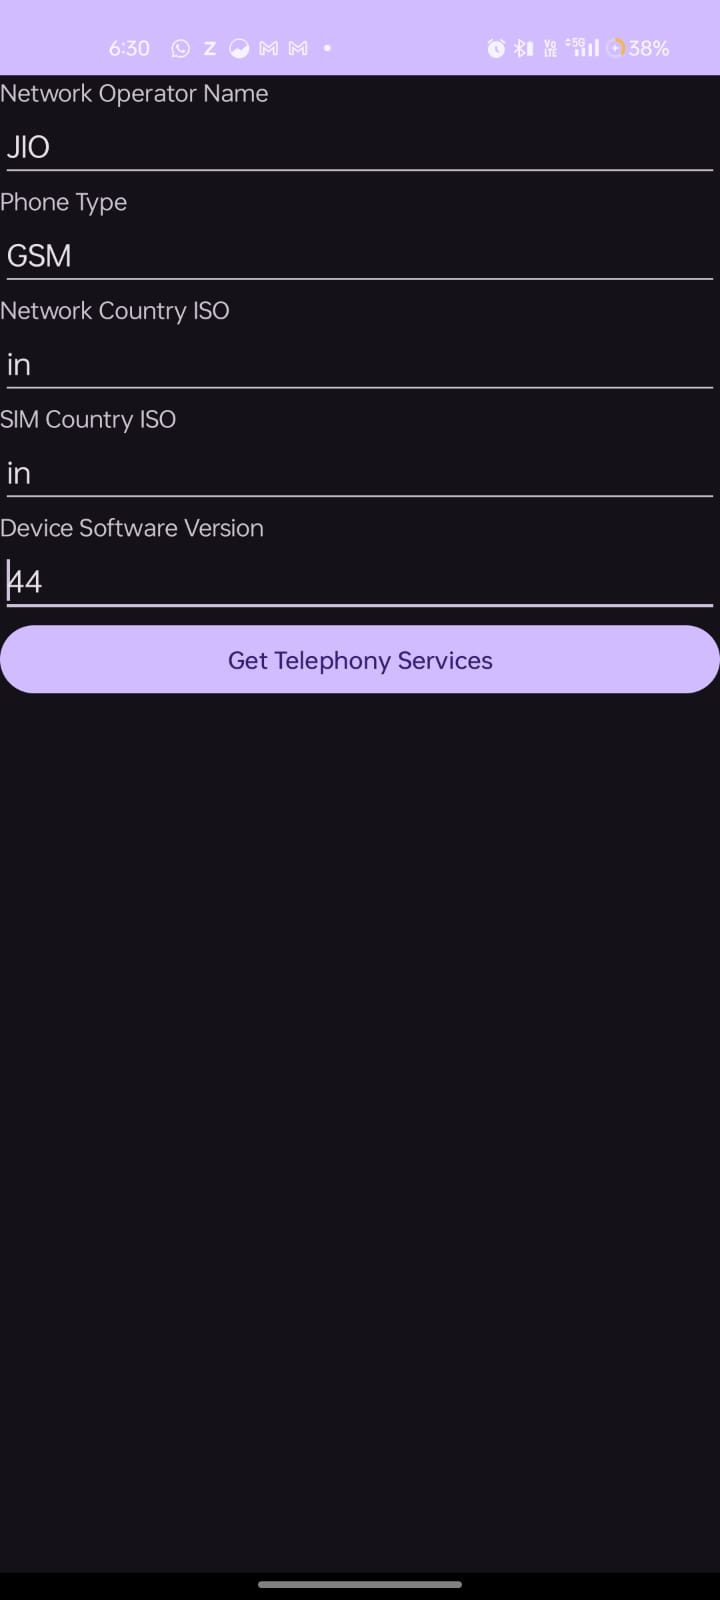 6:30 Z 5G 38%
Network Operator Name
JIO
Phone Type
GSM
Network Country ISO
in
SIM Country ISO
in
Device Software Version
44
Get Telephony Services